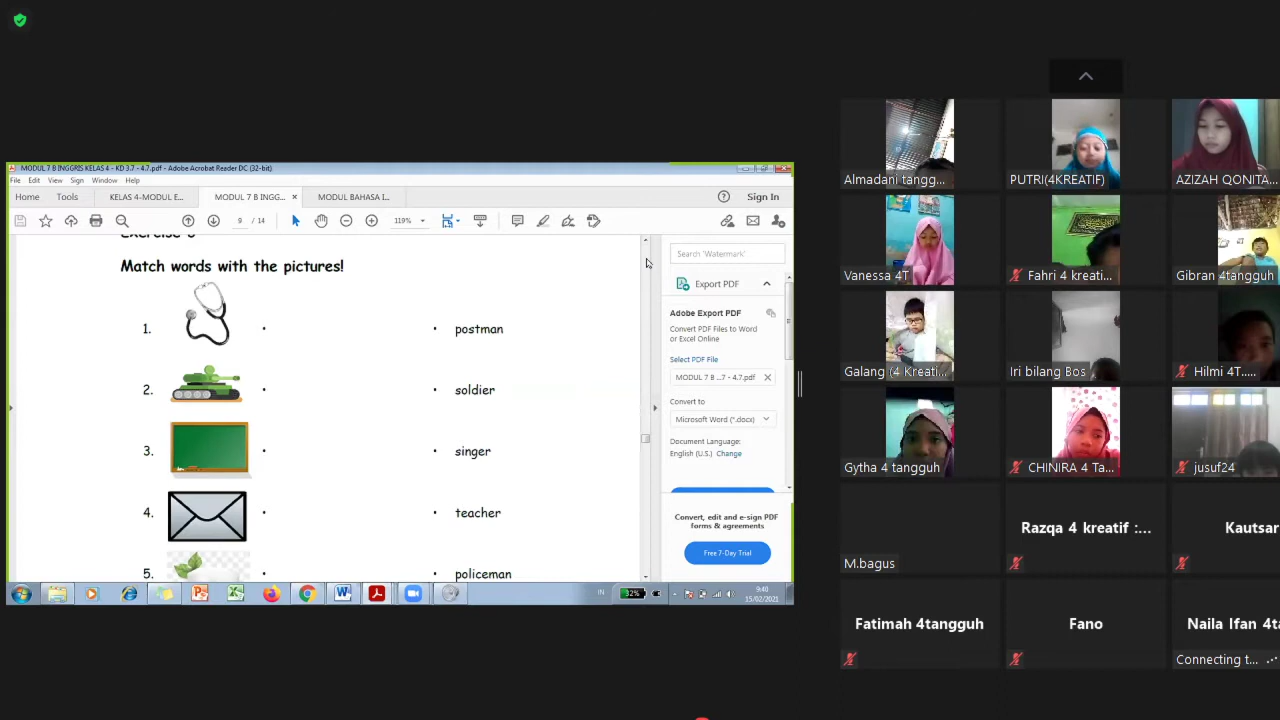 MODUL 7 B INGGRIS KELAS 4 - KD 3.7 - 4.7.pdf - Adobe Acrobat Reader DC (32-bit)
File Edit View Sign Window Help
Home Tools KELAS 4-MODUL E... MODUL 7 B INGG... × MODUL BAHASA I... Sign In
9 / 14 119%
Match words with the pictures!
1. • • postman
2. • • soldier
3. • • singer
4. • • teacher
5. • • policeman
Search 'Watermark'
Export PDF
Adobe Export PDF
Convert PDF Files to Word
or Excel Online
Select PDF File
MODUL 7 B ...7 - 4.7.pdf ×
Convert to
Microsoft Word (*.docx)
Document Language:
English (U.S.) Change
Convert, edit and e-sign PDF
forms & agreements
Free 7-Day Trial
IN 32% 9:40
15/02/2021
Almadani tangg... PUTRI(4KREATIF) AZIZAH QONITA...
Vanessa 4T Fahri 4 kreati... Gibran 4tangguh
Galang (4 Kreati... Iri bilang Bos Hilmi 4T.....
Gytha 4 tangguh CHINIRA 4 Ta... jusuf24
M.bagus Razqa 4 kreatif :... Kautsar
Fatimah 4tangguh Fano Naila Ifan 4t
Connecting t...